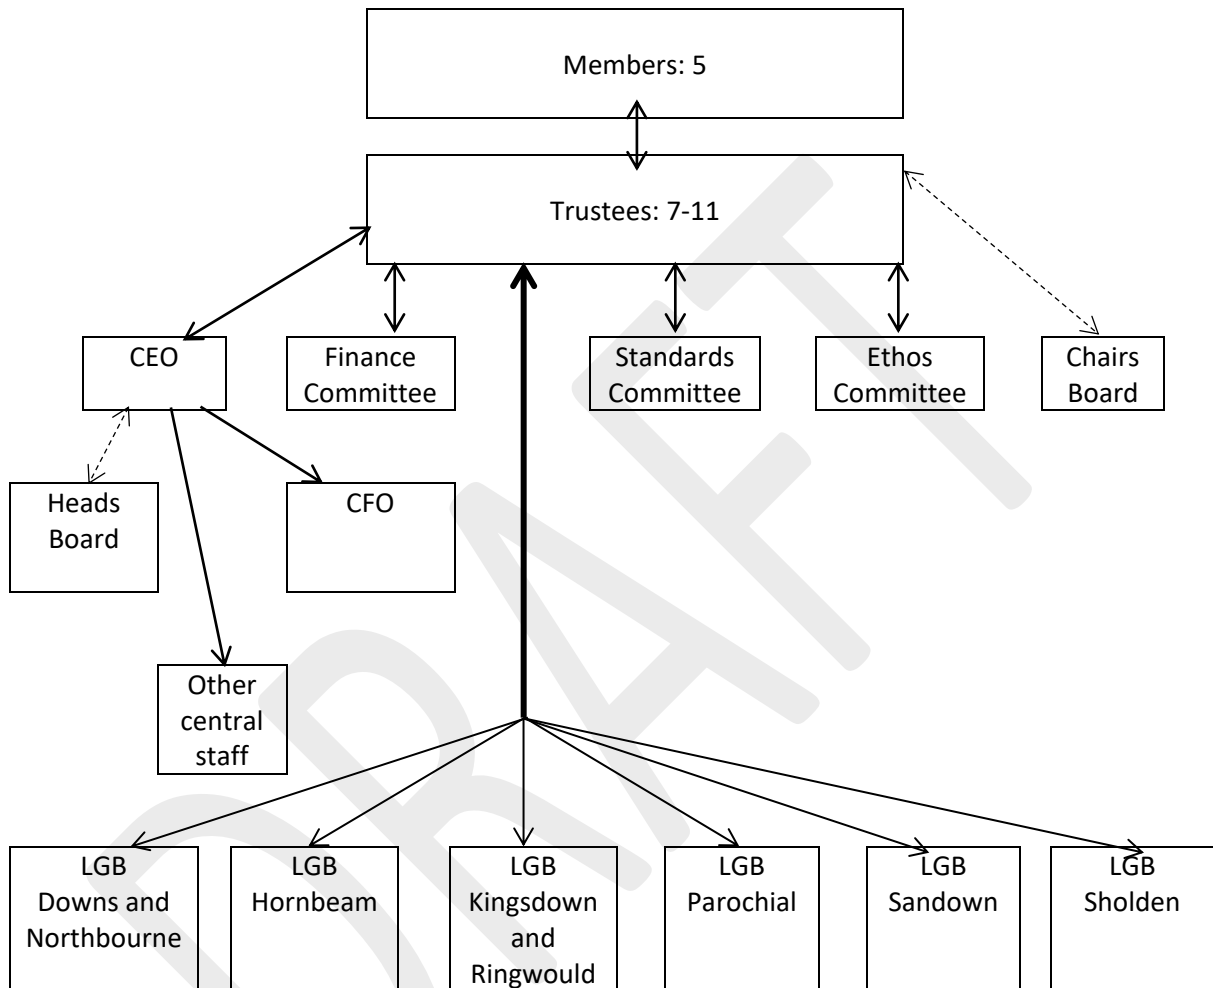 Members: 5
Trustees: 7-11
CEO
Finance
Committee
Standards
Committee
Ethos
Committee
Chairs
Board
Heads
Board
CFO
Other
central
staff
LGB
Downs and
Northbourne
LGB
Hornbeam
LGB
Kingsdown
and
Ringwould
LGB
Parochial
LGB
Sandown
LGB
Sholden
DRAFT